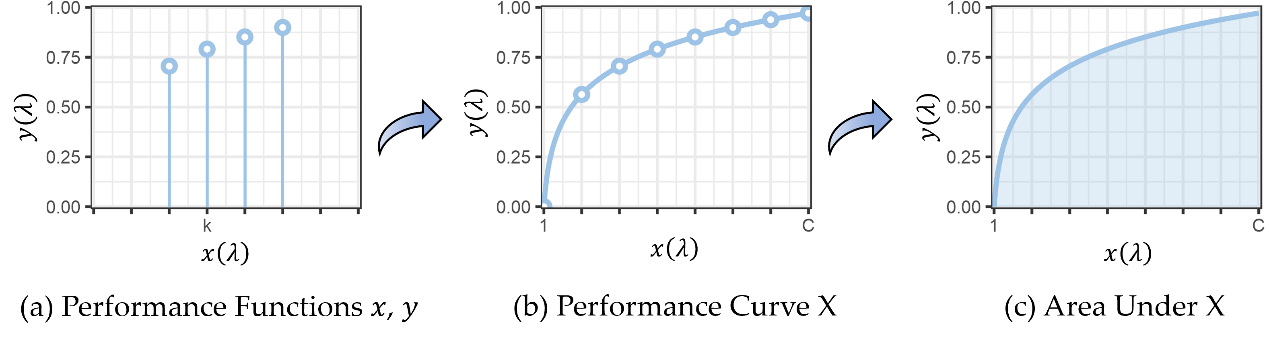 1.00
0.75
0.50
0.25
0.00
y(λ)
k
x(λ)
(a) Performance Functions x, y
1.00
0.75
0.50
0.25
0.00
y(λ)
1 C
x(λ)
(b) Performance Curve X
1.00
0.75
0.50
0.25
0.00
y(λ)
1 C
x(λ)
(c) Area Under X